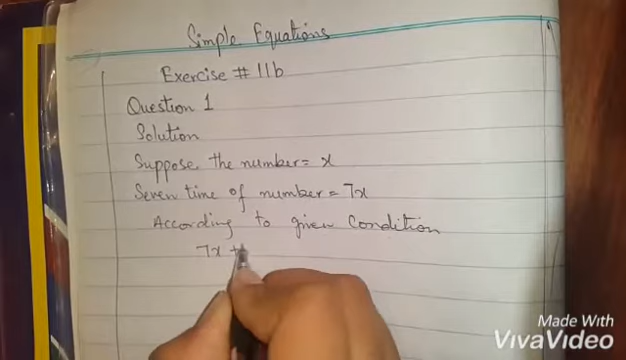 Simple Equations
Exercise # 11b
Question 1
Solution
Suppose the number = x
Seven time of number = 7x
According to given Condition
7x +
Made With
VivaVideo